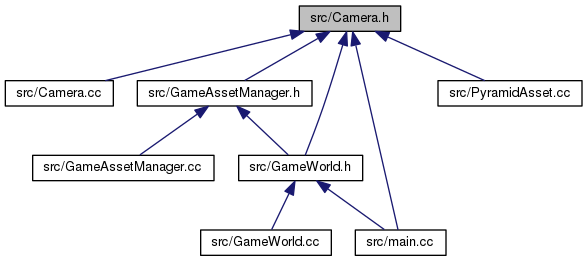 src/Camera.h
src/Camera.cc
src/GameAssetManager.h
src/PyramidAsset.cc
src/GameAssetManager.cc
src/GameWorld.h
src/GameWorld.cc
src/main.cc